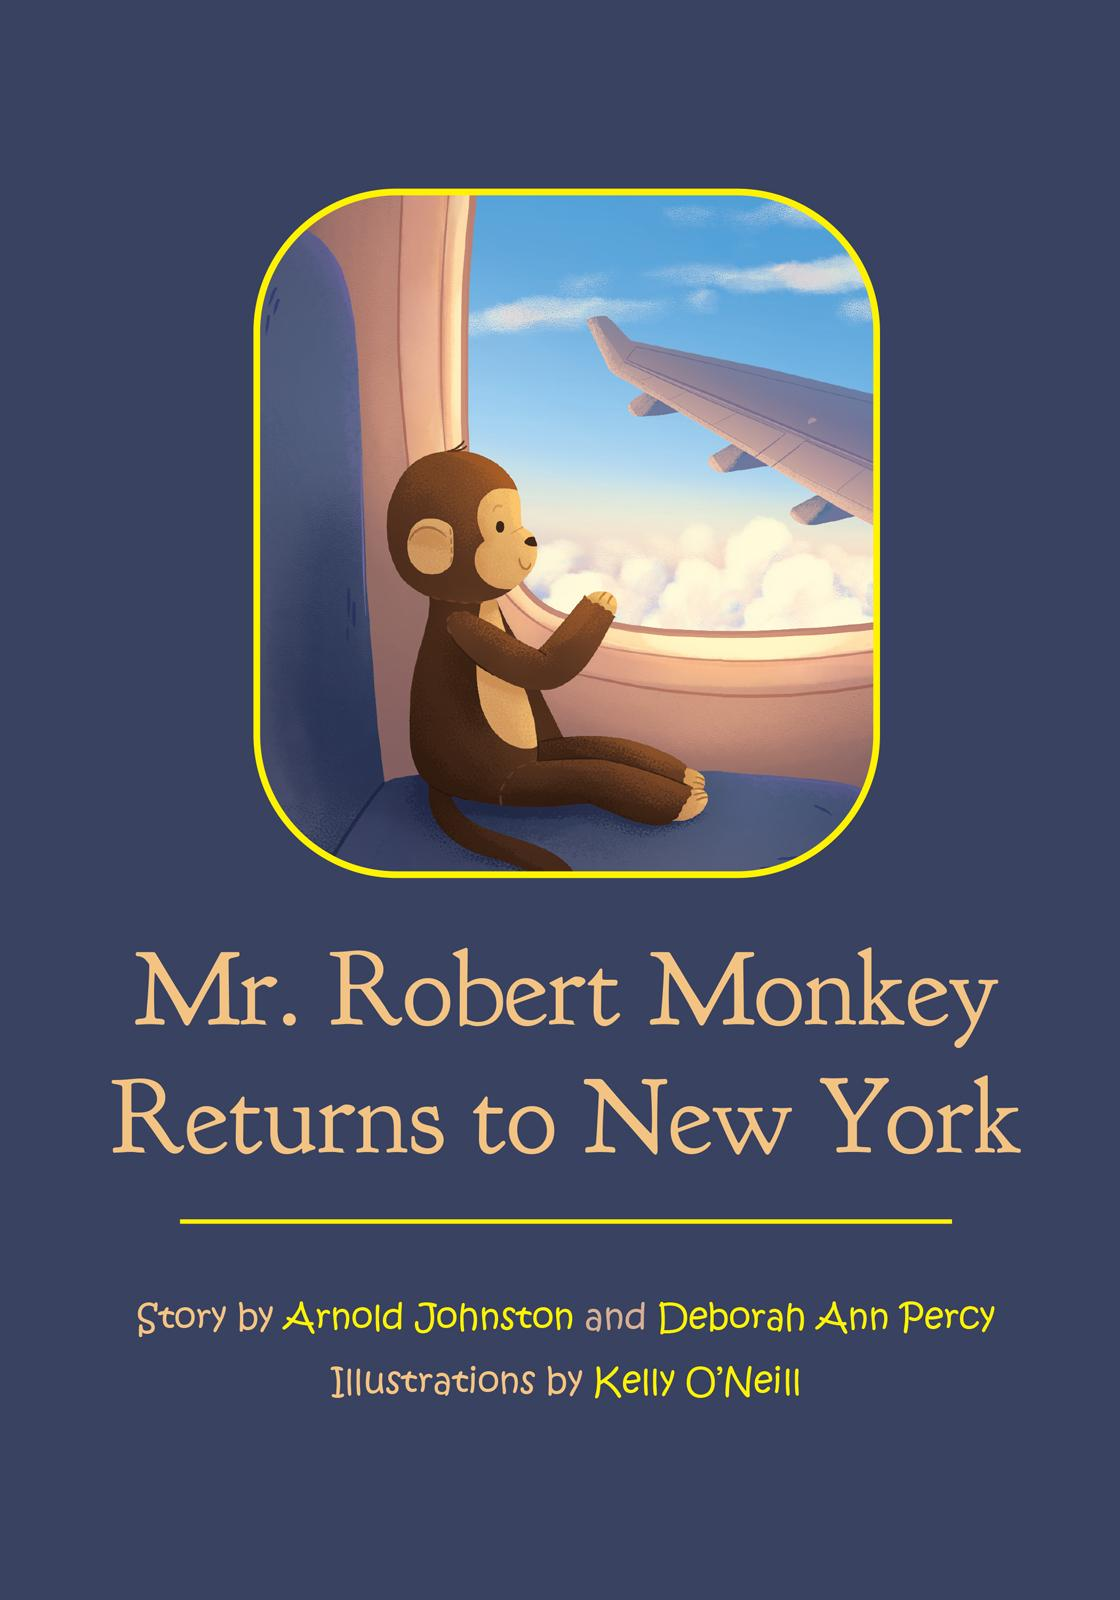 Mr. Robert Monkey
Returns to New York
Story by Arnold Johnston and Deborah Ann Percy
Illustrations by Kelly O’Neill